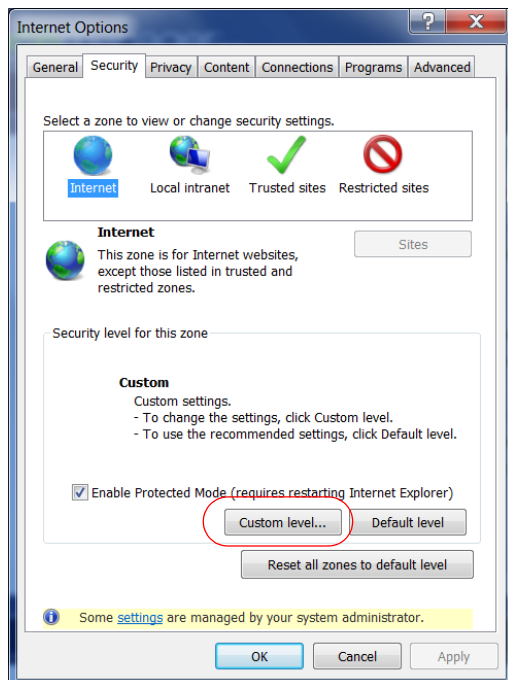 Internet Options
?
X
General Security Privacy Content Connections Programs Advanced
Select a zone to view or change security settings.
Internet Local intranet Trusted sites Restricted sites
Internet
Sites
This zone is for Internet websites,
except those listed in trusted and
restricted zones.
Security level for this zone
Custom
Custom settings.
- To change the settings, click Custom level.
- To use the recommended settings, click Default level.
Enable Protected Mode (requires restarting Internet Explorer)
Custom level... Default level
Reset all zones to default level
Some settings are managed by your system administrator.
OK Cancel Apply